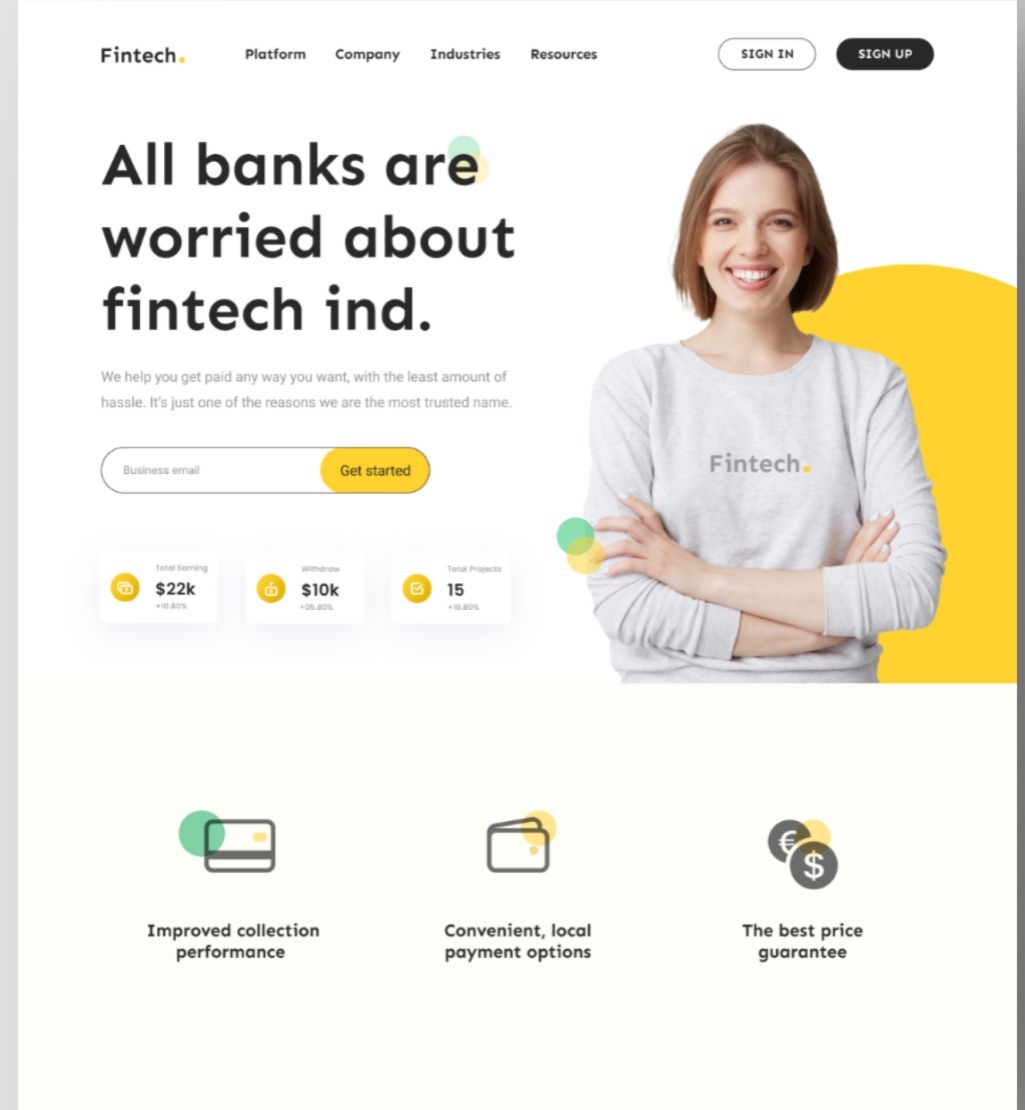 Fintech.
Platform
Company
Industries
Resources
SIGN IN
SIGN UP
All banks are
worried about
fintech ind.
We help you get paid any way you want, with the least amount of
hassle. It's just one of the reasons we are the most trusted name.
Business email
Get started
Fintech.
Total Earning
$22k
+10.80%
Withdraw
$10k
+05.80%
Total Projects
15
+10.80%
€
$
Improved collection
performance
Convenient, local
payment options
The best price
guarantee